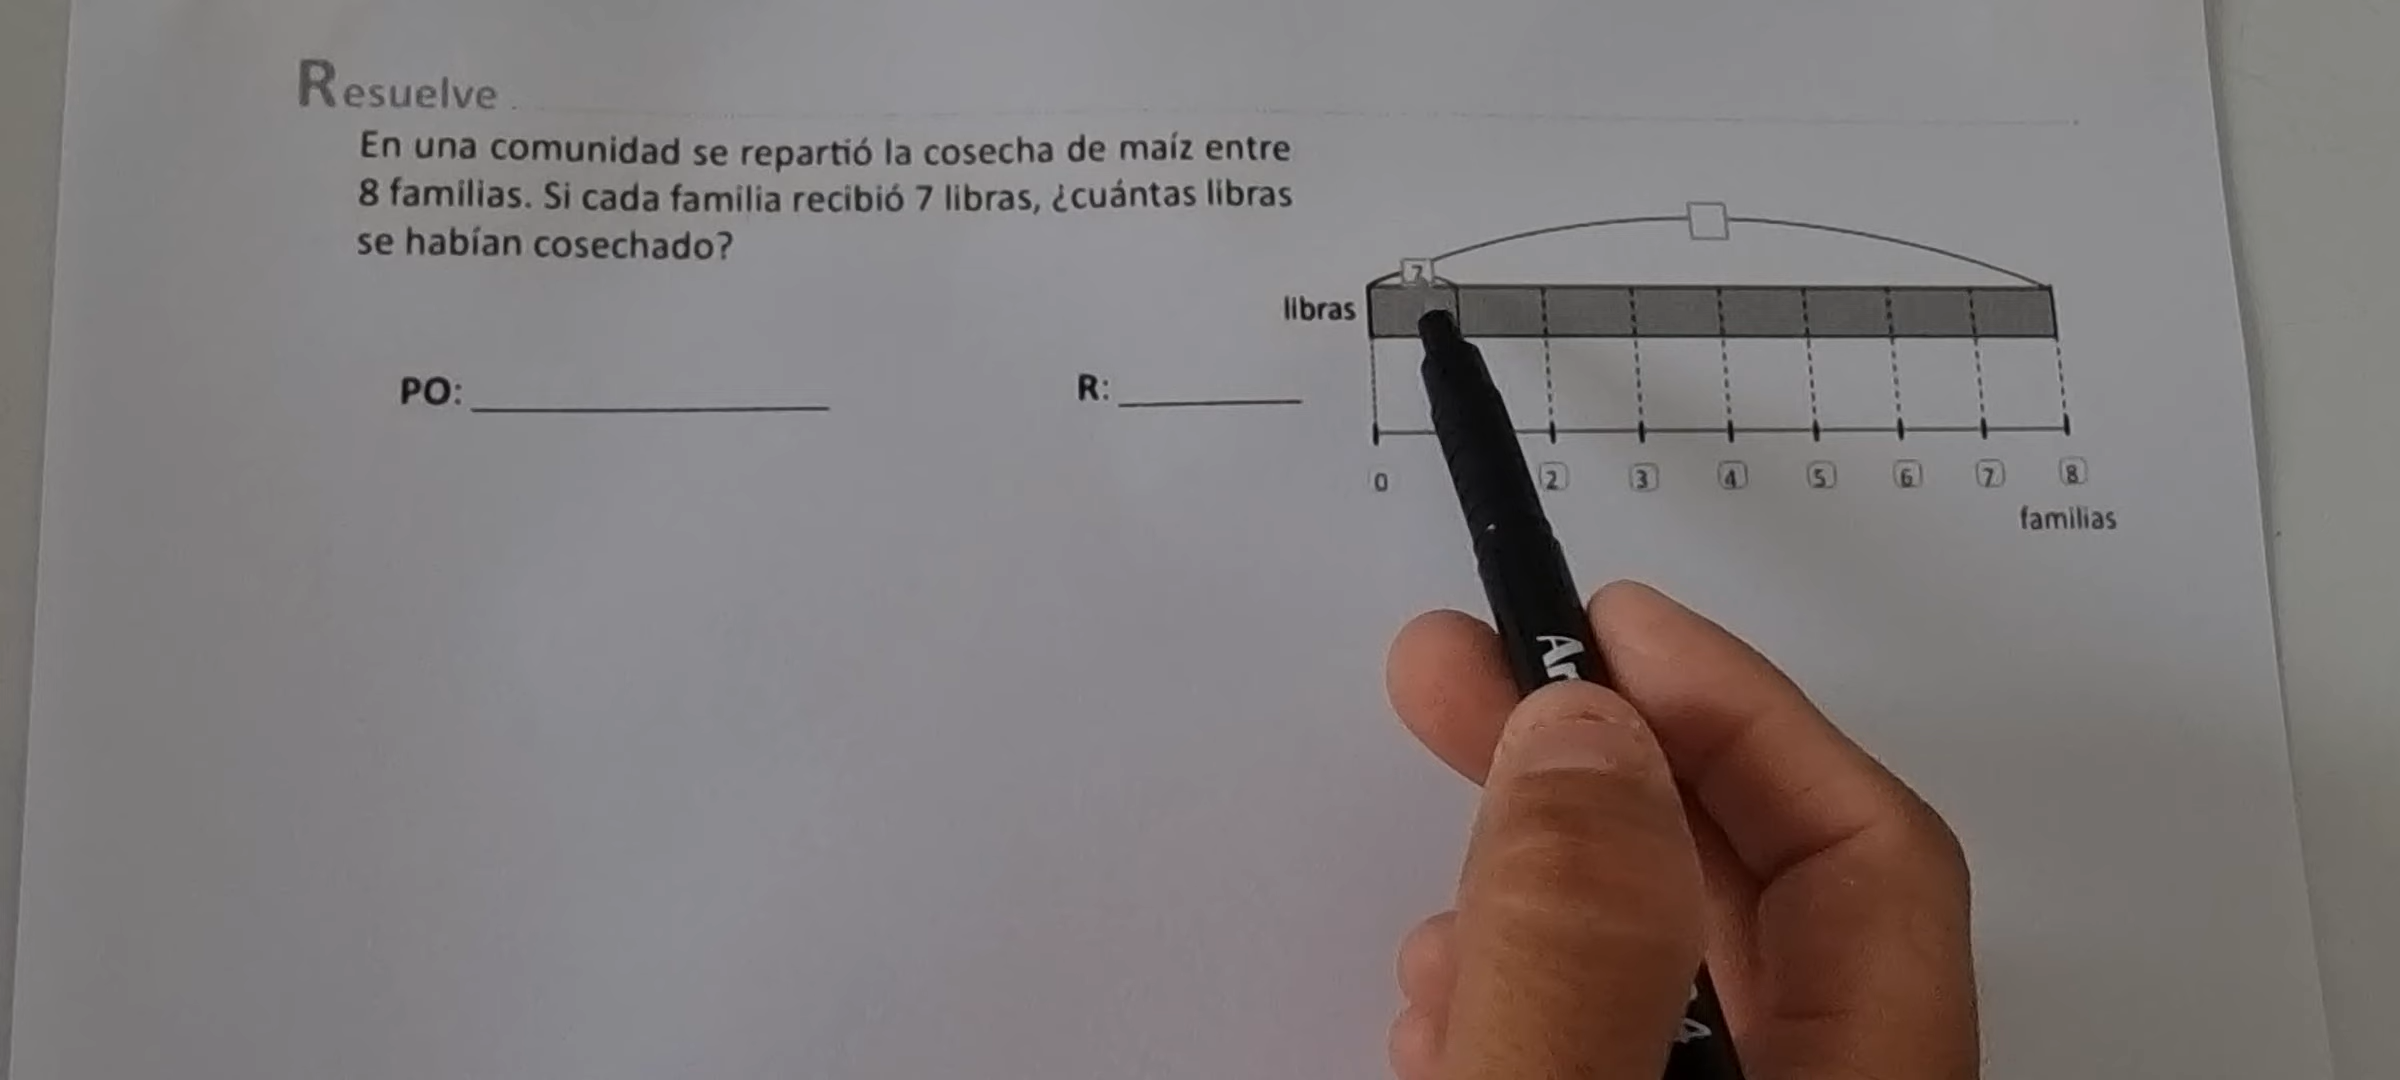 Resuelve
En una comunidad se repartió la cosecha de maíz entre
8 familias. Si cada familia recibió 7 libras, ¿cuántas libras
se habían cosechado?
7
libras
PO:
R:
0 2 3 4 5 6 7 8
familias